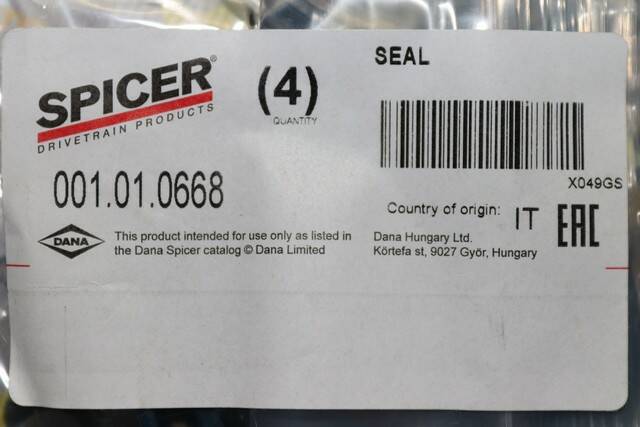 SPICER®
DRIVETRAIN PRODUCTS
(4)
QUANTITY
SEAL
X049GS
001.01.0668
Country of origin: IT
EAC
DANA
This product intended for use only as listed in
the Dana Spicer catalog © Dana Limited
Dana Hungary Ltd.
Körtefa st, 9027 Győr, Hungary